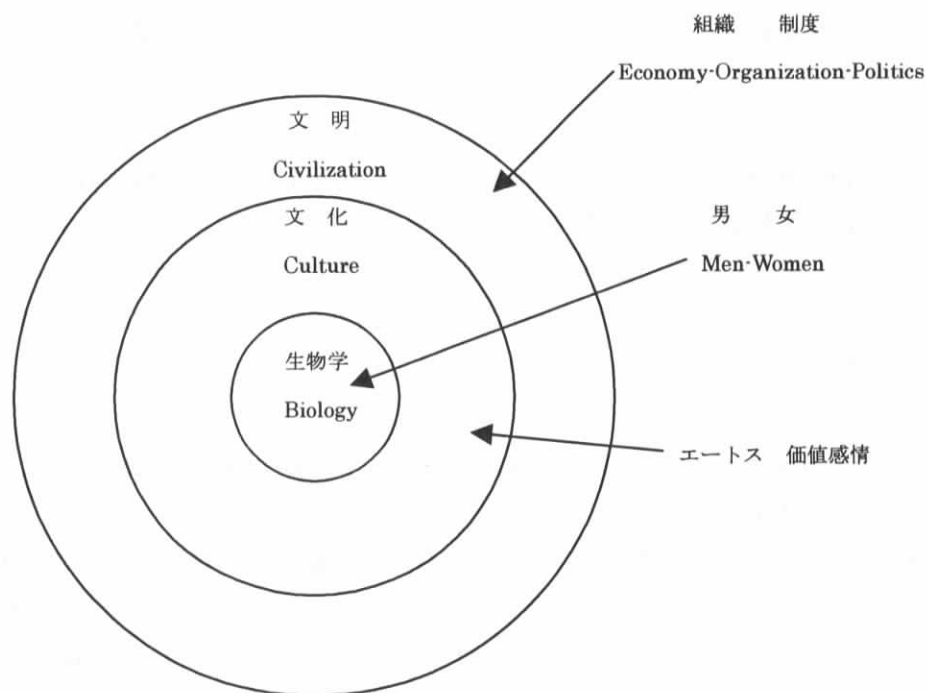 組織 制度
Economy-Organization-Politics
文 明
Civilization
男 女
Men-Women
文 化
Culture
生物学
Biology
エートス 価値感情